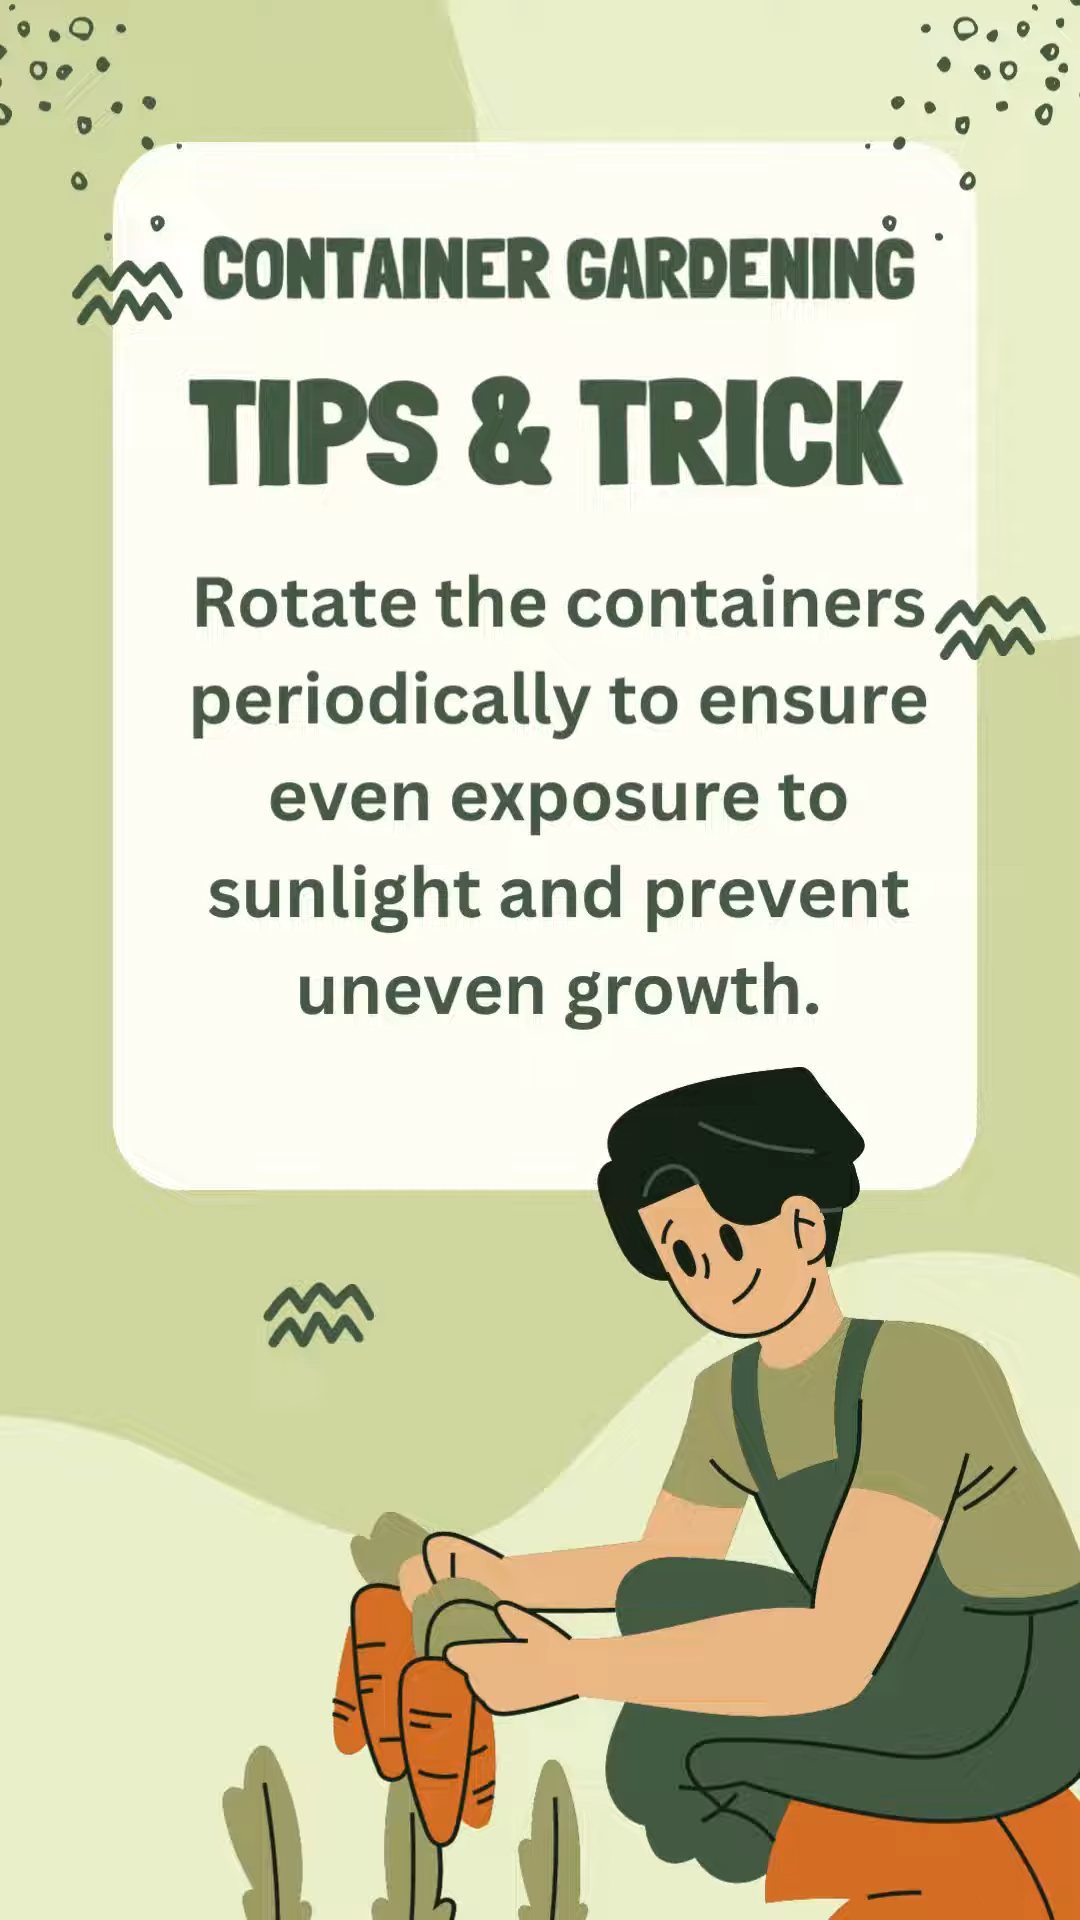 CONTAINER GARDENING
TIPS & TRICK
Rotate the containers
periodically to ensure
even exposure to
sunlight and prevent
uneven growth.